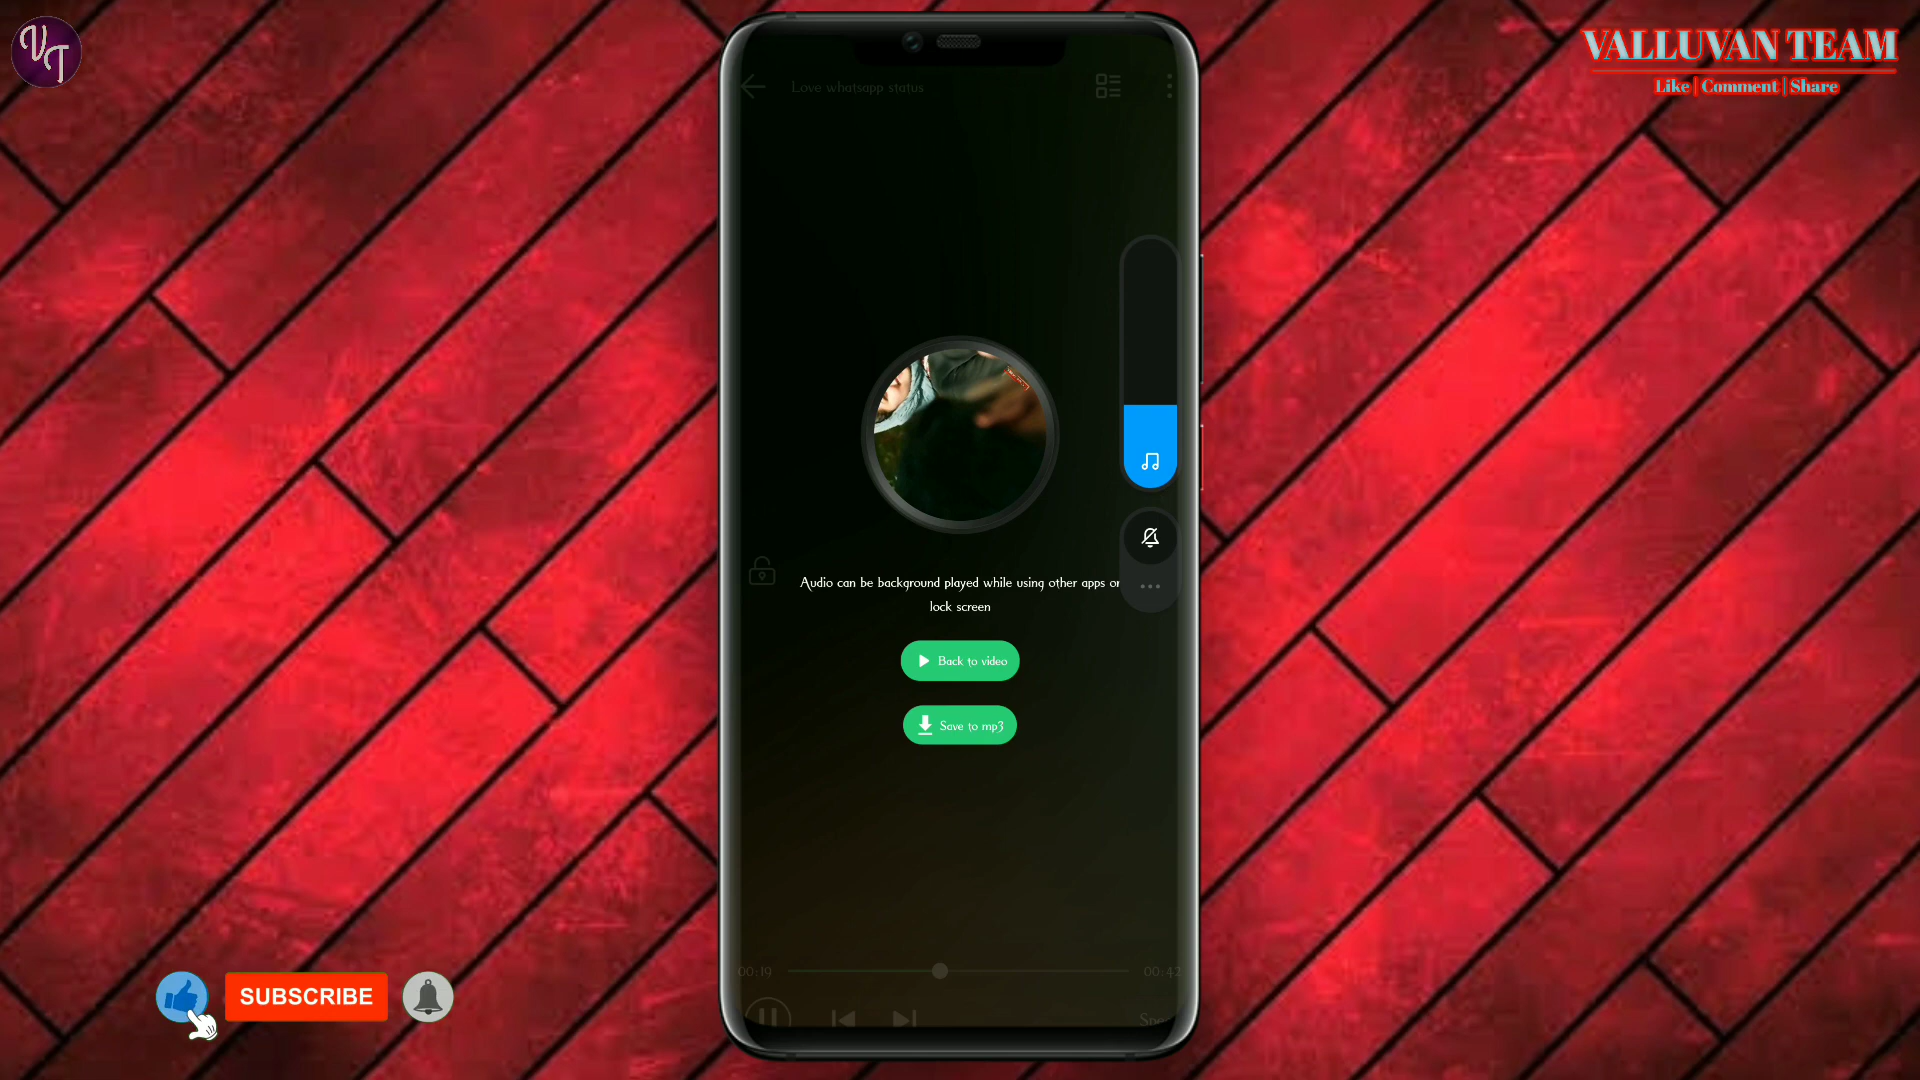 VT
VALLUVAN TEAM
Like | Comment | Share
Love whatsapp status
Audio can be background played while using other apps or
lock screen
Back to video
Save to mp3
00:19
00:42
SUBSCRIBE